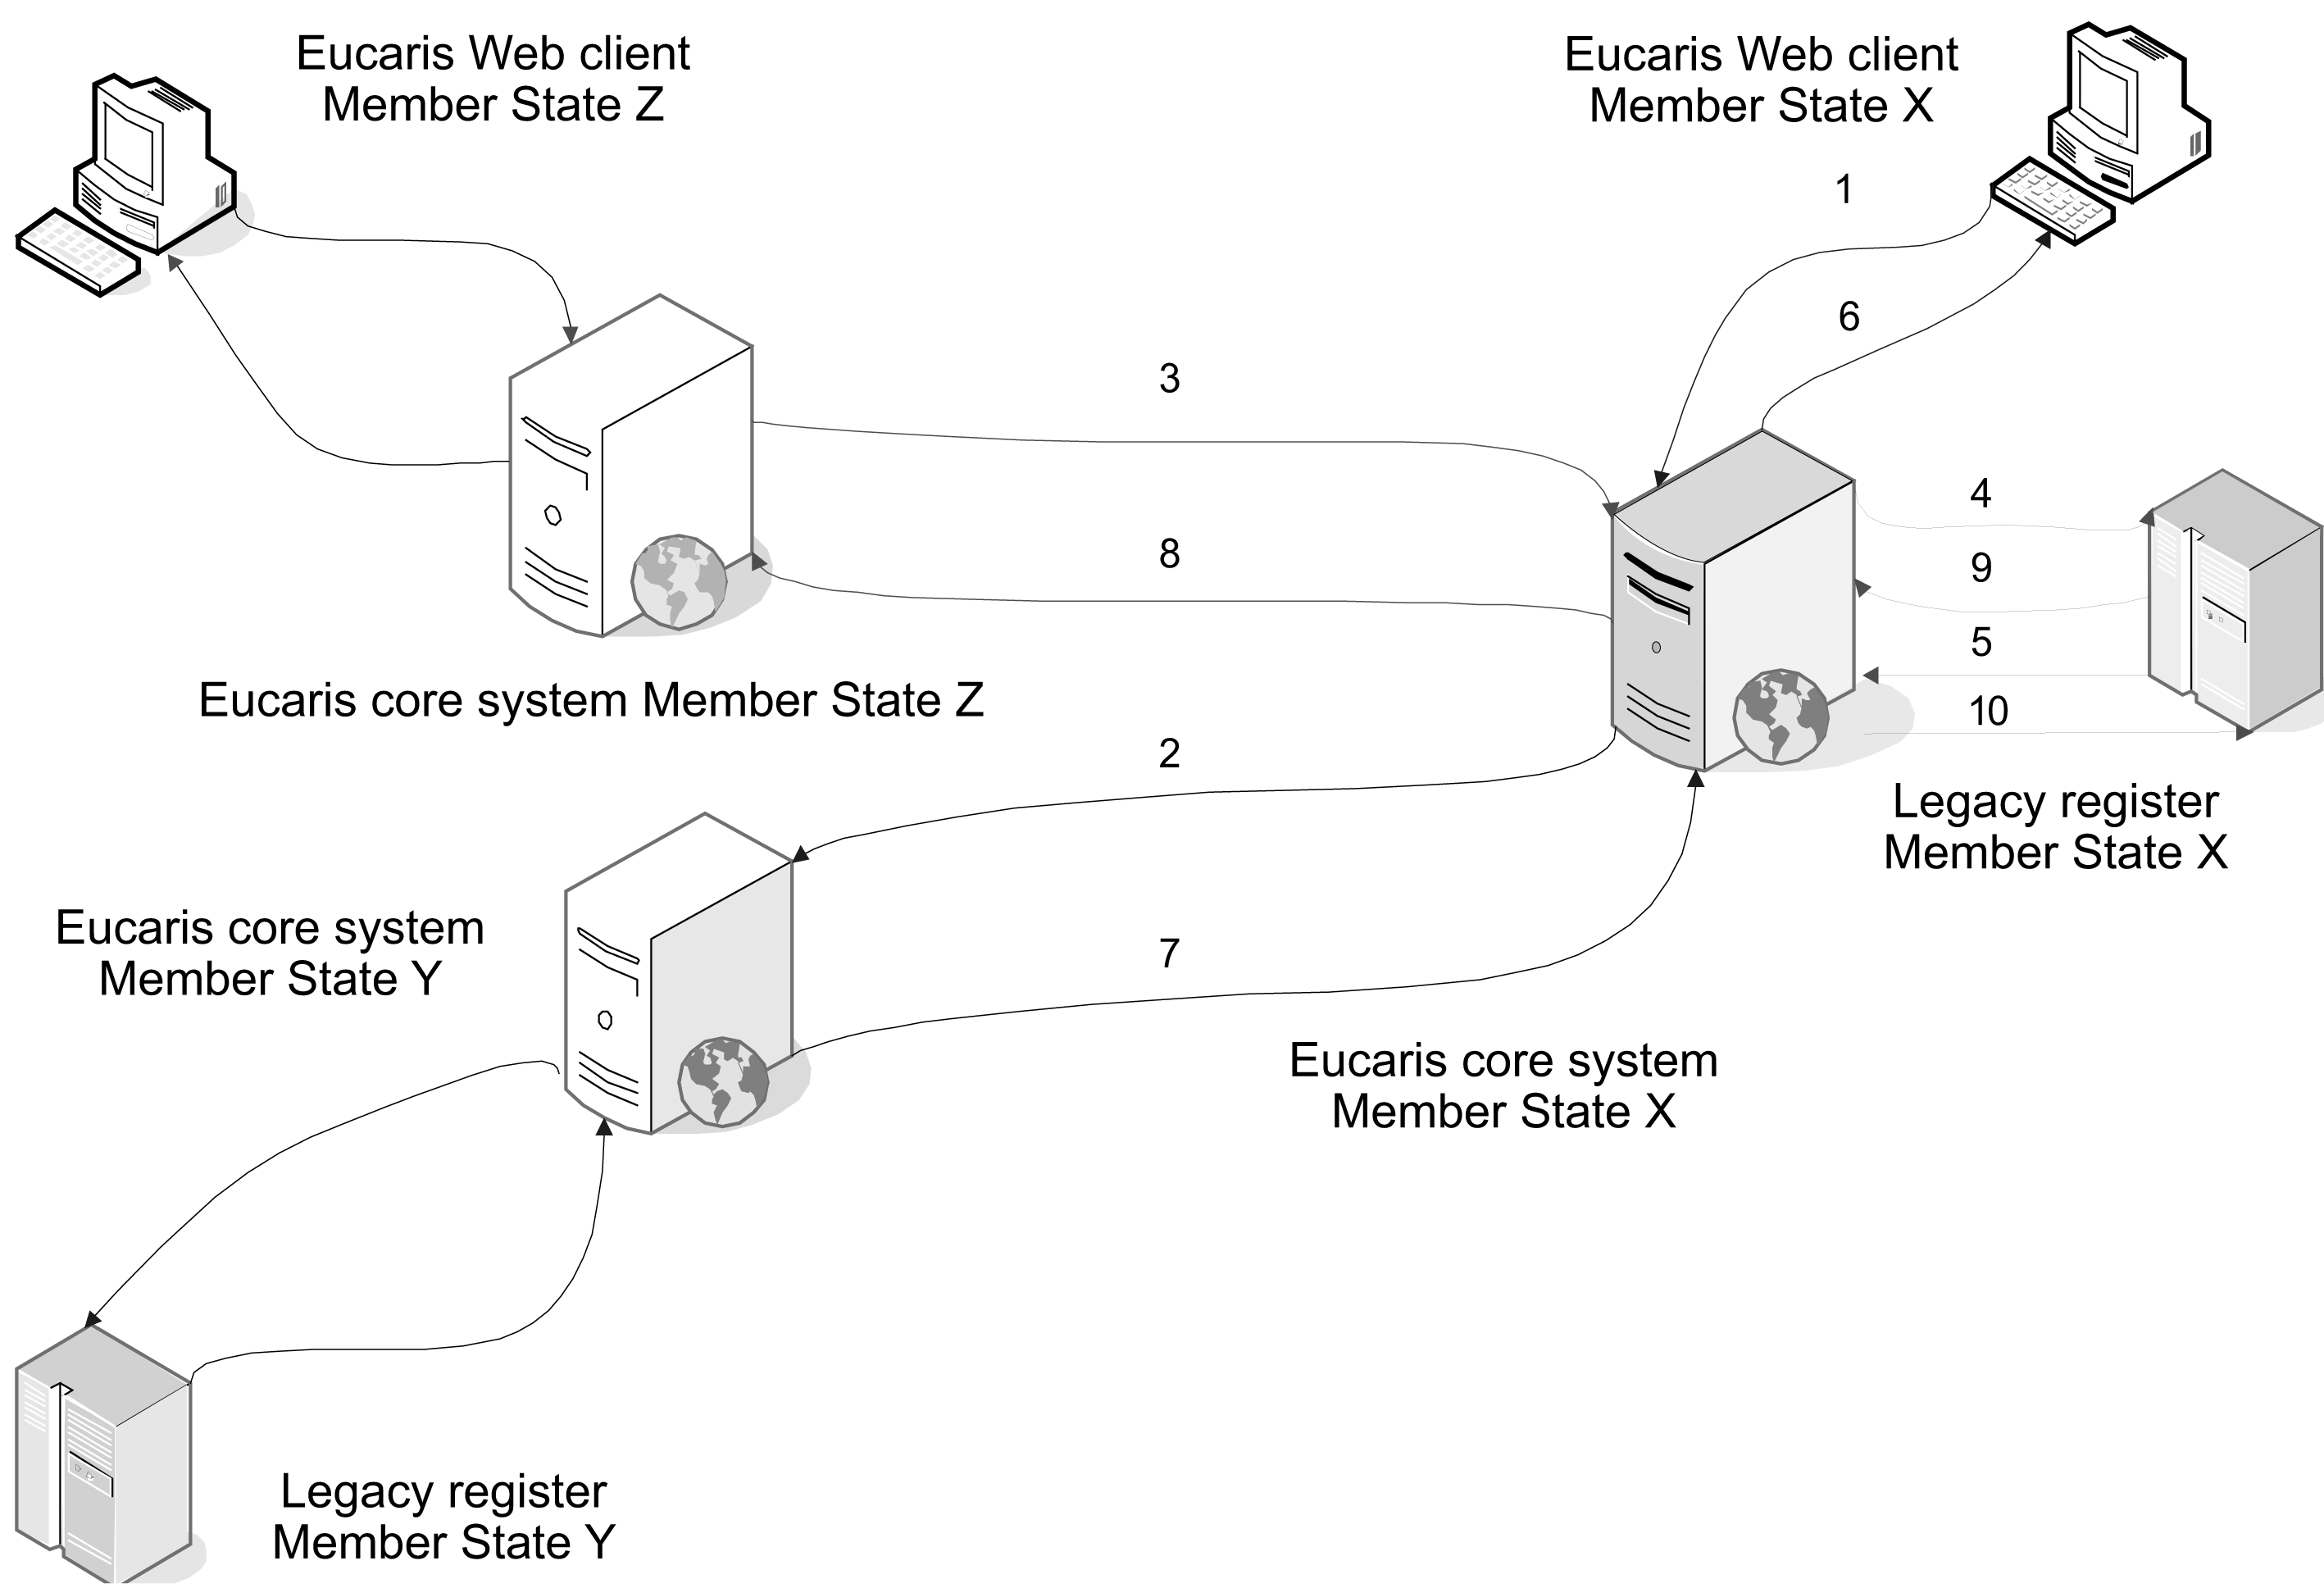 Eucaris Web client
Member State Z
Eucaris Web client
Member State X
1
6
3
4
8
9
5
Eucaris core system Member State Z
10
2
Legacy register
Member State X
Eucaris core system
Member State Y
7
Eucaris core system
Member State X
Legacy register
Member State Y